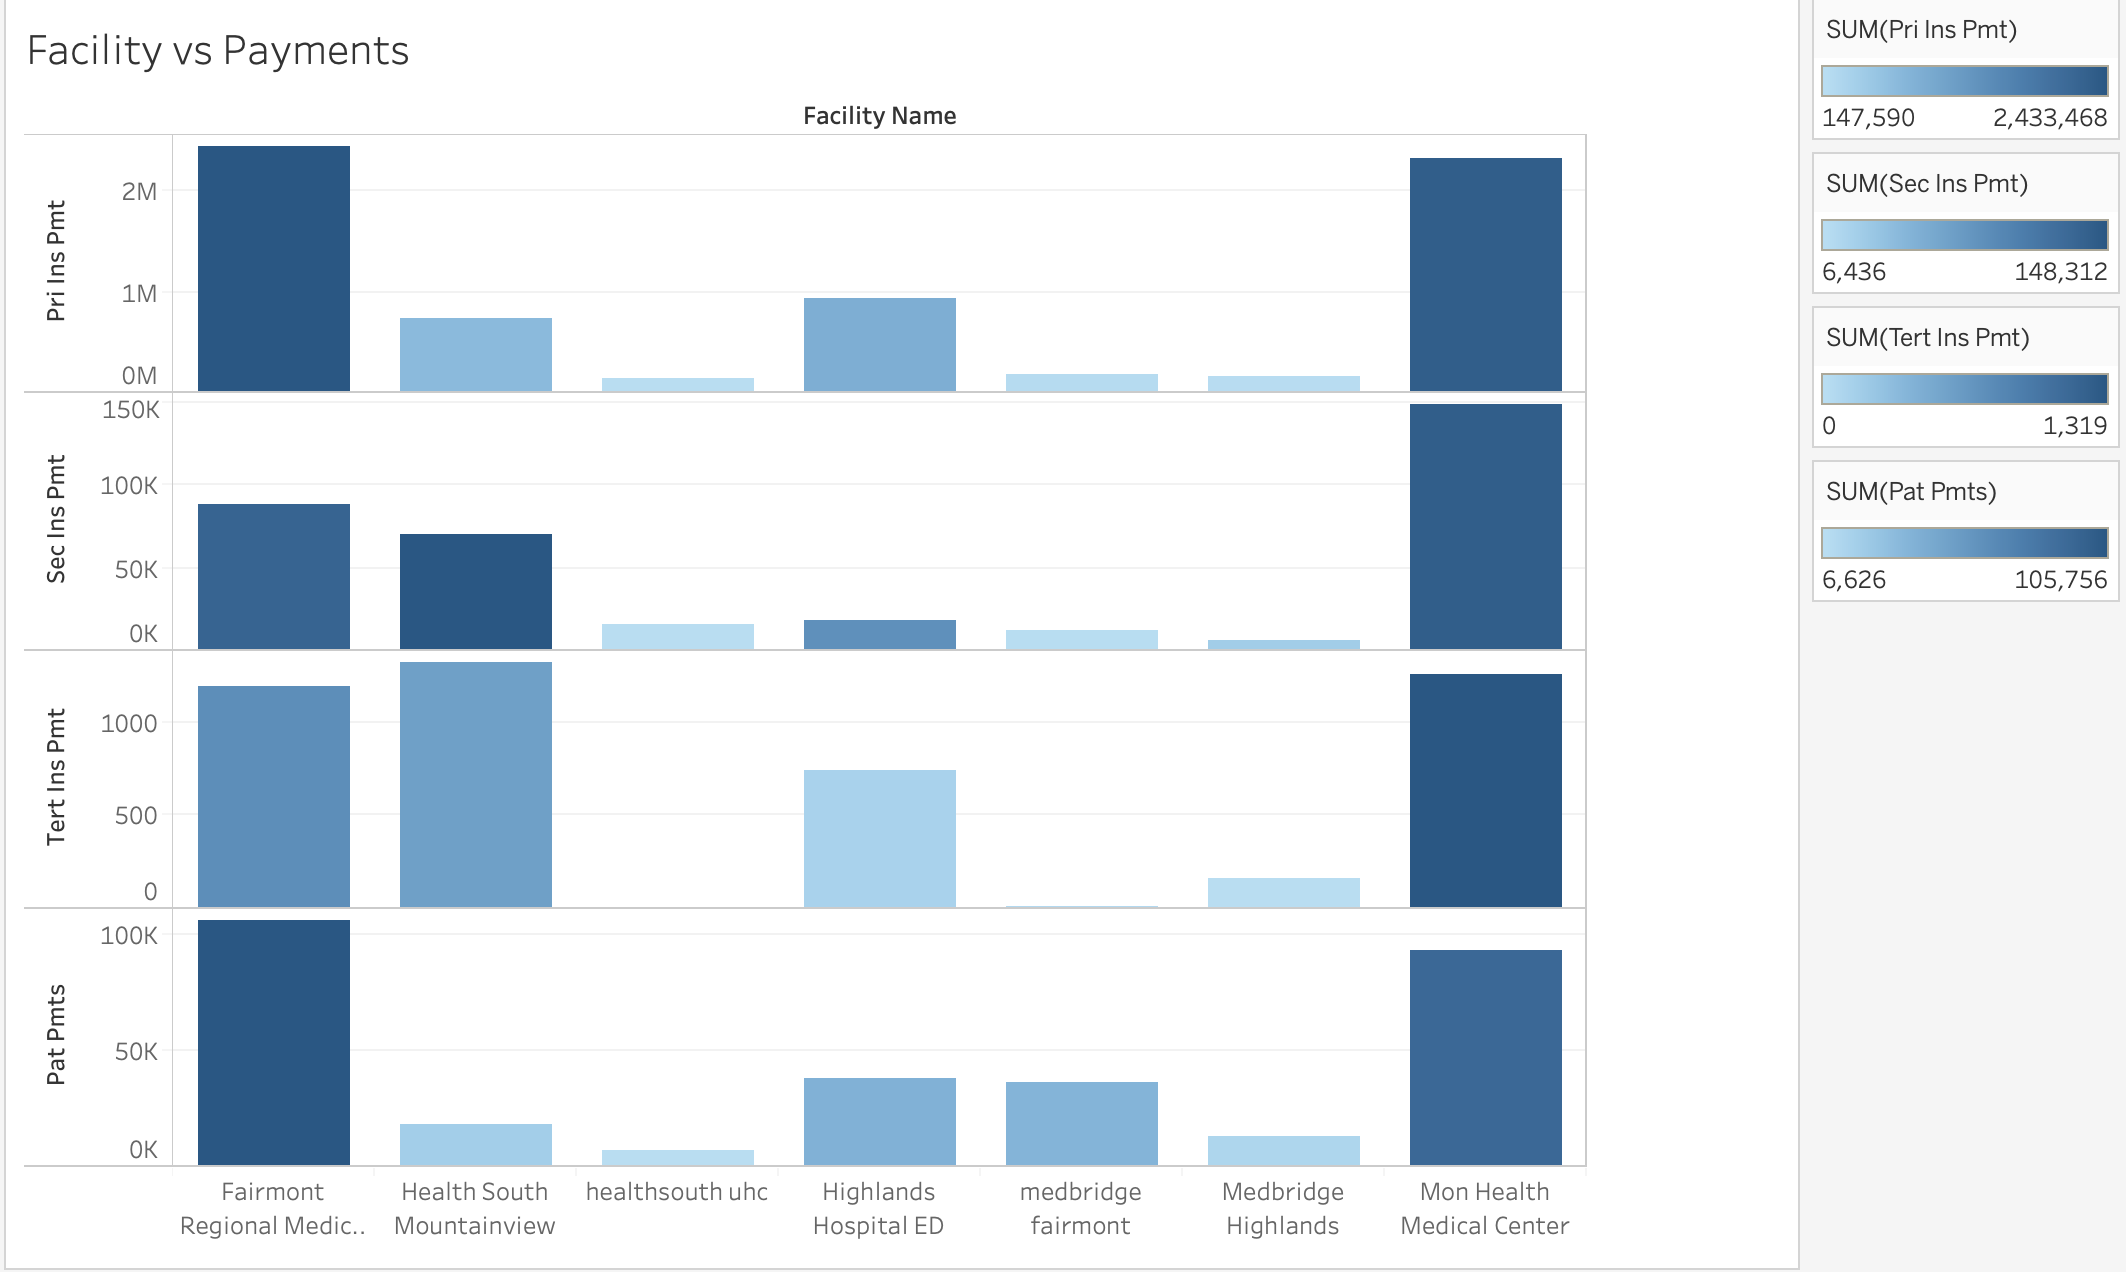 Facility vs Payments
Facility Name
Pri Ins Pmt
2M
1M
0M
Sec Ins Pmt
150K
100K
50K
0K
Tert Ins Pmt
1000
500
0
Pat Pmts
100K
50K
0K
Fairmont
Regional Medic..
Health South
Mountainview
healthsouth uhc
Highlands
Hospital ED
medbridge
fairmont
Medbridge
Highlands
Mon Health
Medical Center
SUM(Pri Ins Pmt)
147,590 2,433,468
SUM(Sec Ins Pmt)
6,436 148,312
SUM(Tert Ins Pmt)
0 1,319
SUM(Pat Pmts)
6,626 105,756